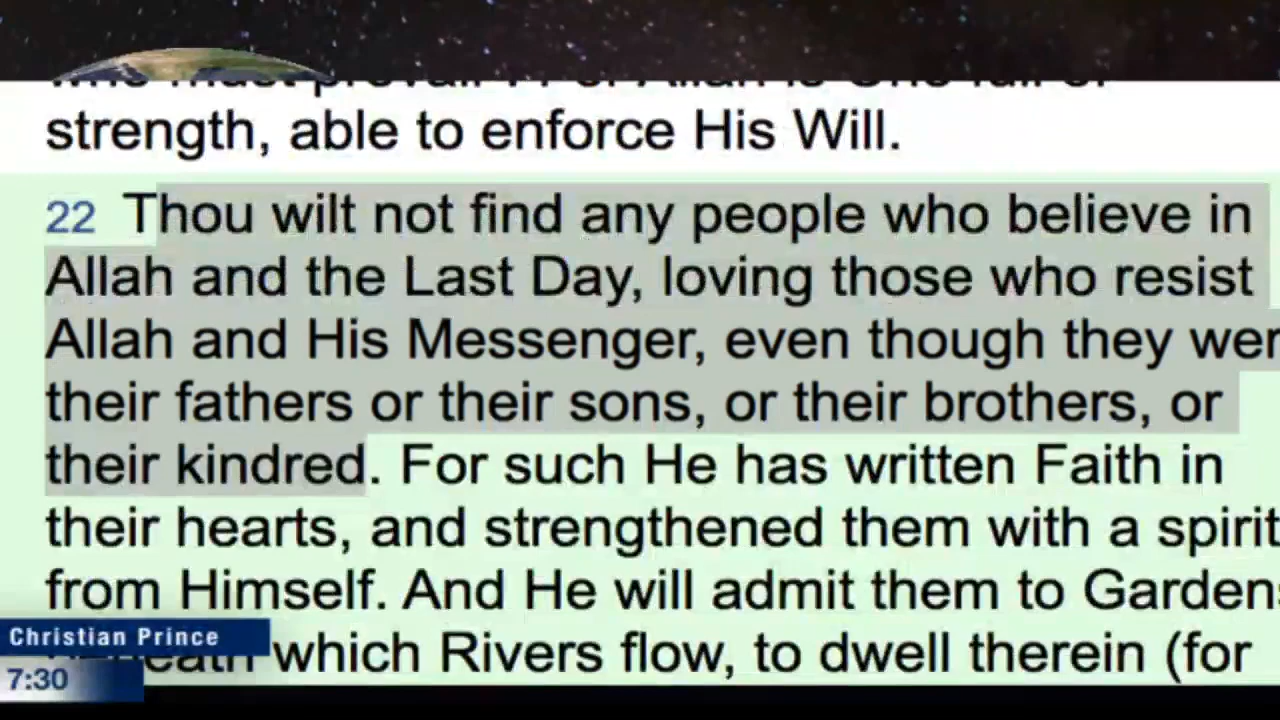 strength, able to enforce His Will.
22 Thou wilt not find any people who believe in
Allah and the Last Day, loving those who resist
Allah and His Messenger, even though they wer
their fathers or their sons, or their brothers, or
their kindred. For such He has written Faith in
their hearts, and strengthened them with a spirit
from Himself. And He will admit them to Gardens
which Rivers flow, to dwell therein (for
Christian Prince
7:30